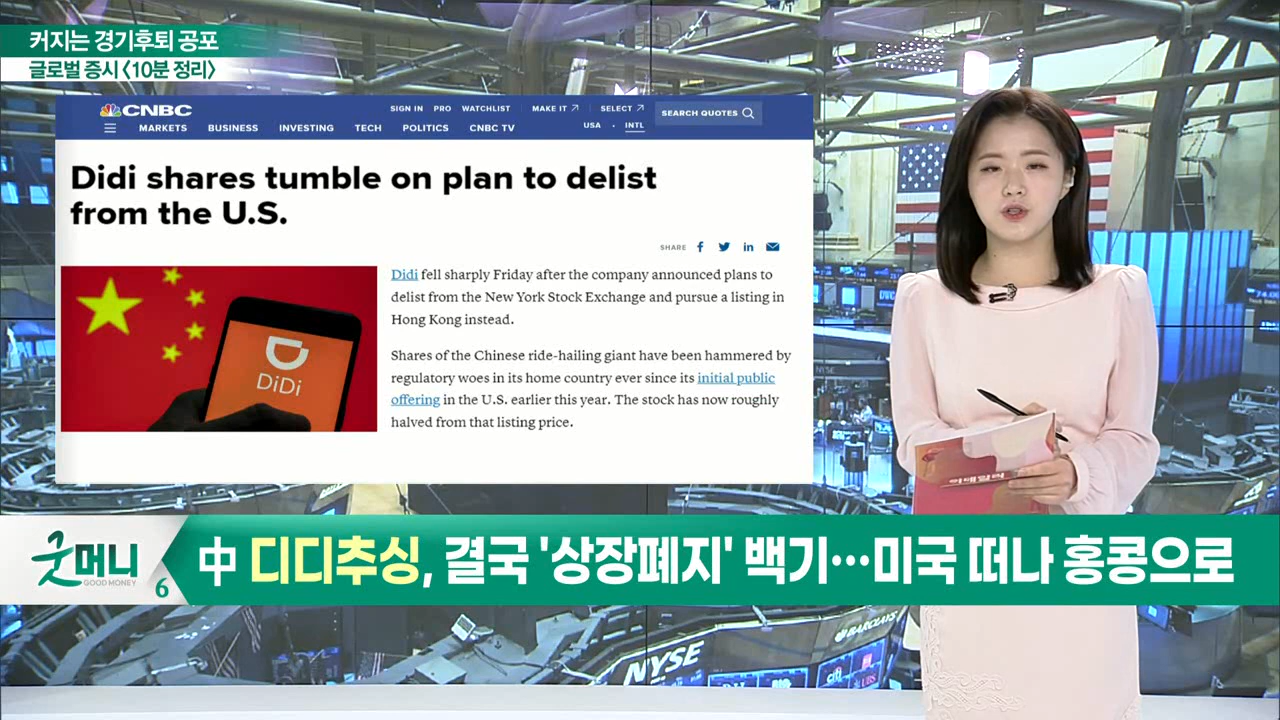 커지는 경기후퇴 공포
글로벌 증시 <10분 정리>
CNBC
SIGN IN PRO WATCHLIST MAKE IT SELECT SEARCH QUOTES
MARKETS BUSINESS INVESTING TECH POLITICS CNBC TV USA · INTL
Didi shares tumble on plan to delist
from the U.S.
SHARE
Didi fell sharply Friday after the company announced plans to
delist from the New York Stock Exchange and pursue a listing in
Hong Kong instead.
Shares of the Chinese ride-hailing giant have been hammered by
regulatory woes in its home country ever since its initial public
offering in the U.S. earlier this year. The stock has now roughly
halved from that listing price.
DiDi
굿머니
GOOD MONEY
6
中 디디추싱, 결국 '상장폐지' 백기…미국 떠나 홍콩으로
BARCLAYS
NYSE
citi
UBS